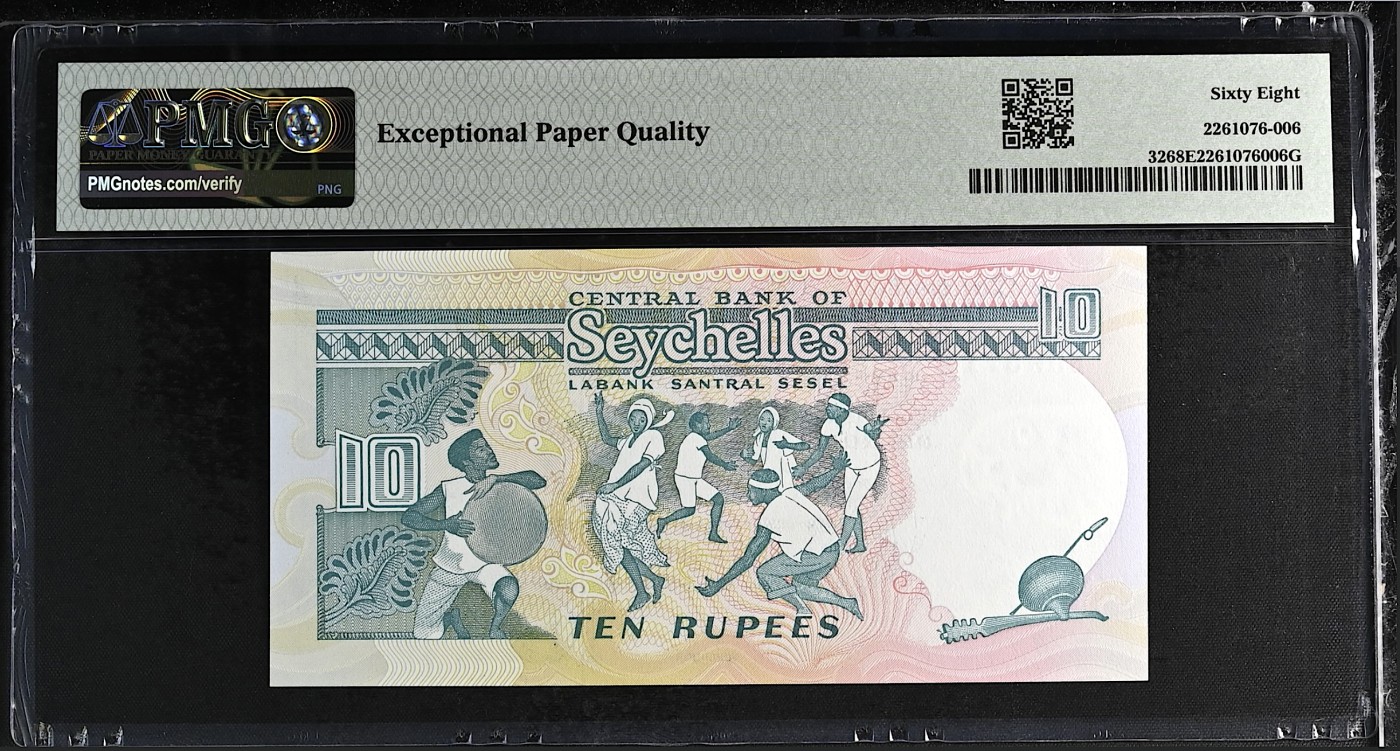 PMG
PAPER MONEY GUARANTY
PMGnotes.com/verify
PNG
Exceptional Paper Quality
Sixty Eight
2261076-006
3268E2261076006G
CENTRAL BANK OF
Seychelles
LABANK SANTRAL SESEL
10
10
TEN RUPEES